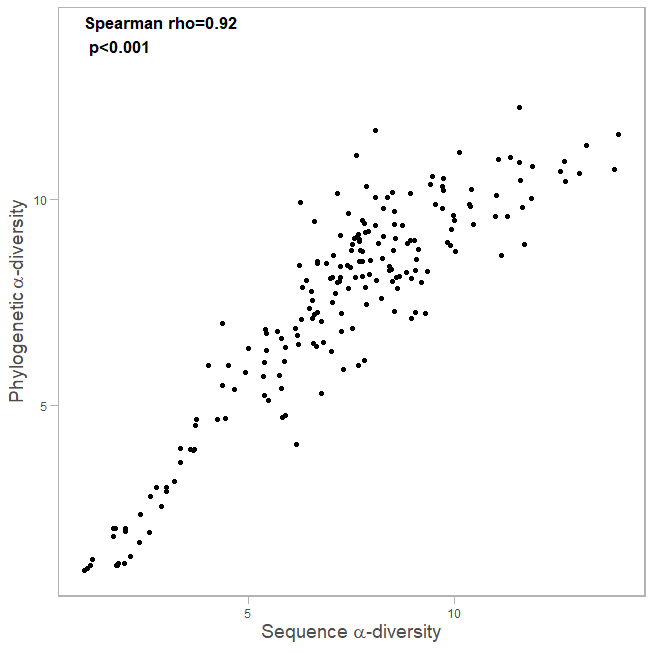 Spearman rho=0.92
p<0.001
10
5
Phylogenetic α-diversity
5
10
Sequence α-diversity